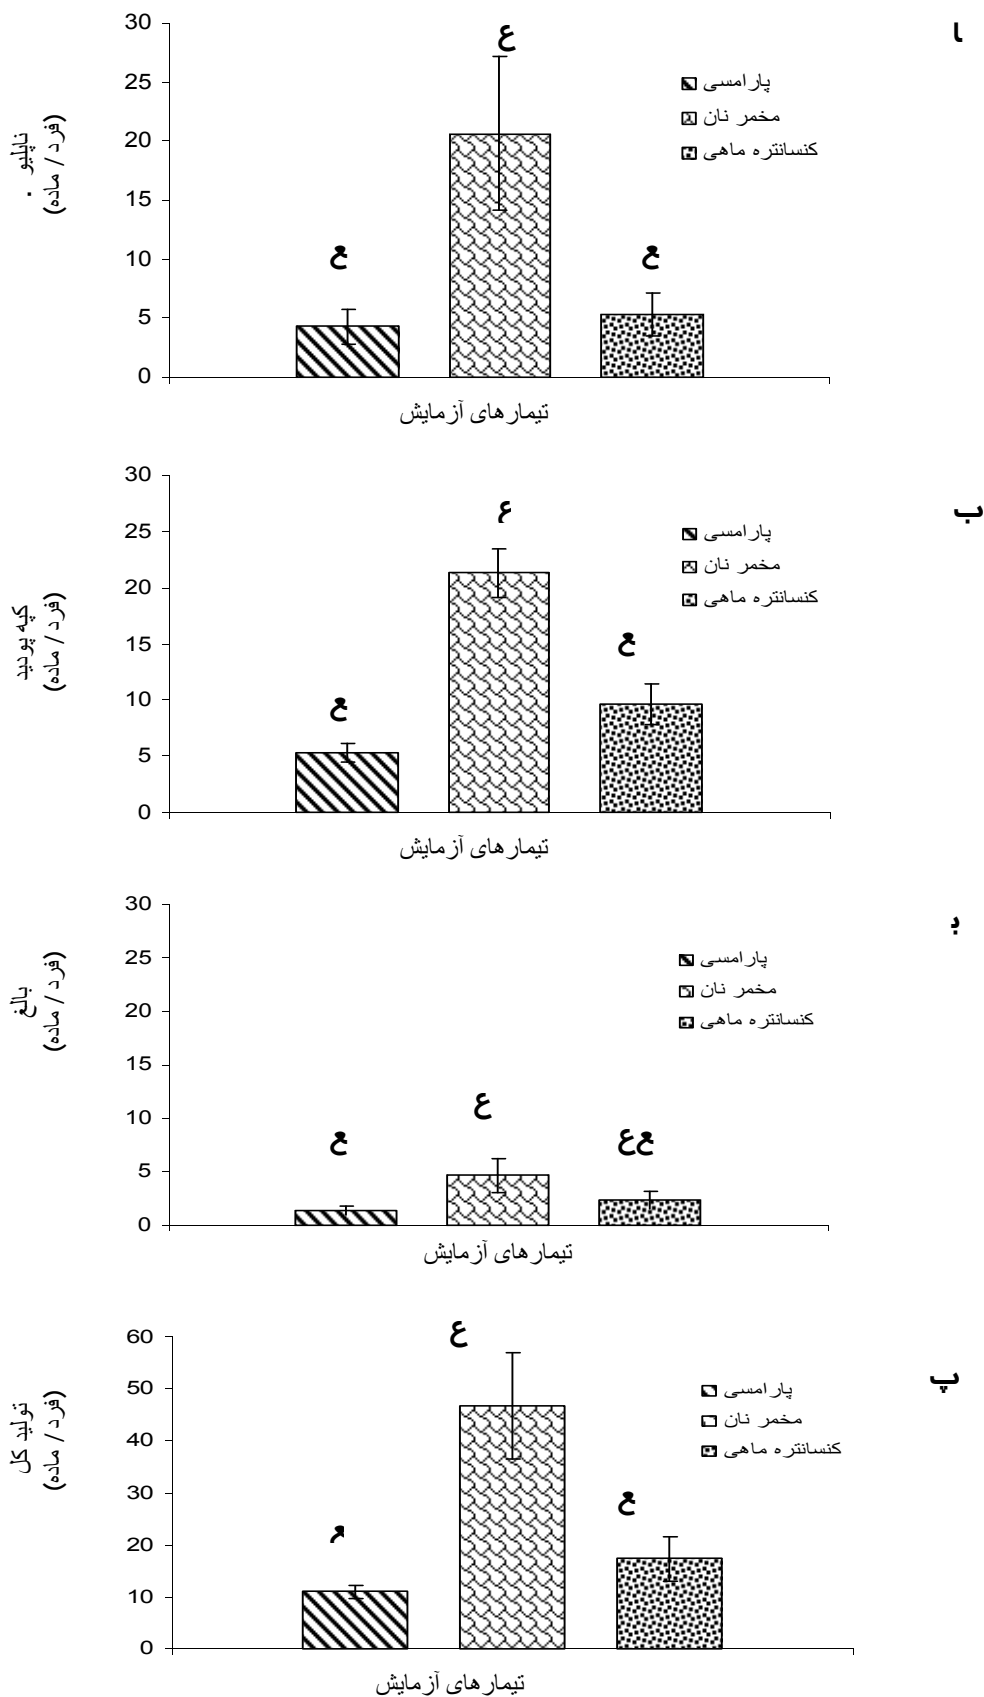 ا
30
25
20
15
10
5
0
ناپلیو .
(فرد / ماده)
ع
ع
ع
پارامسی
مخمر نان
کنسانتره ماهی
تیمارهای آزمایش
ب
30
25
20
15
10
5
0
کپه پودید
(فرد / ماده)
ع
ع
ع
پارامسی
مخمر نان
کنسانتره ماهی
تیمارهای آزمایش
30
25
20
15
10
5
0
بالغ
(فرد / ماده)
ع
ع
عع
پارامسی
مخمر نان
کنسانتره ماهی
تیمارهای آزمایش
پ
60
50
40
30
20
10
0
تولید کل
(فرد / ماده)
ع
ع
پارامسی
مخمر نان
کنسانتره ماهی
تیمارهای آزمایش